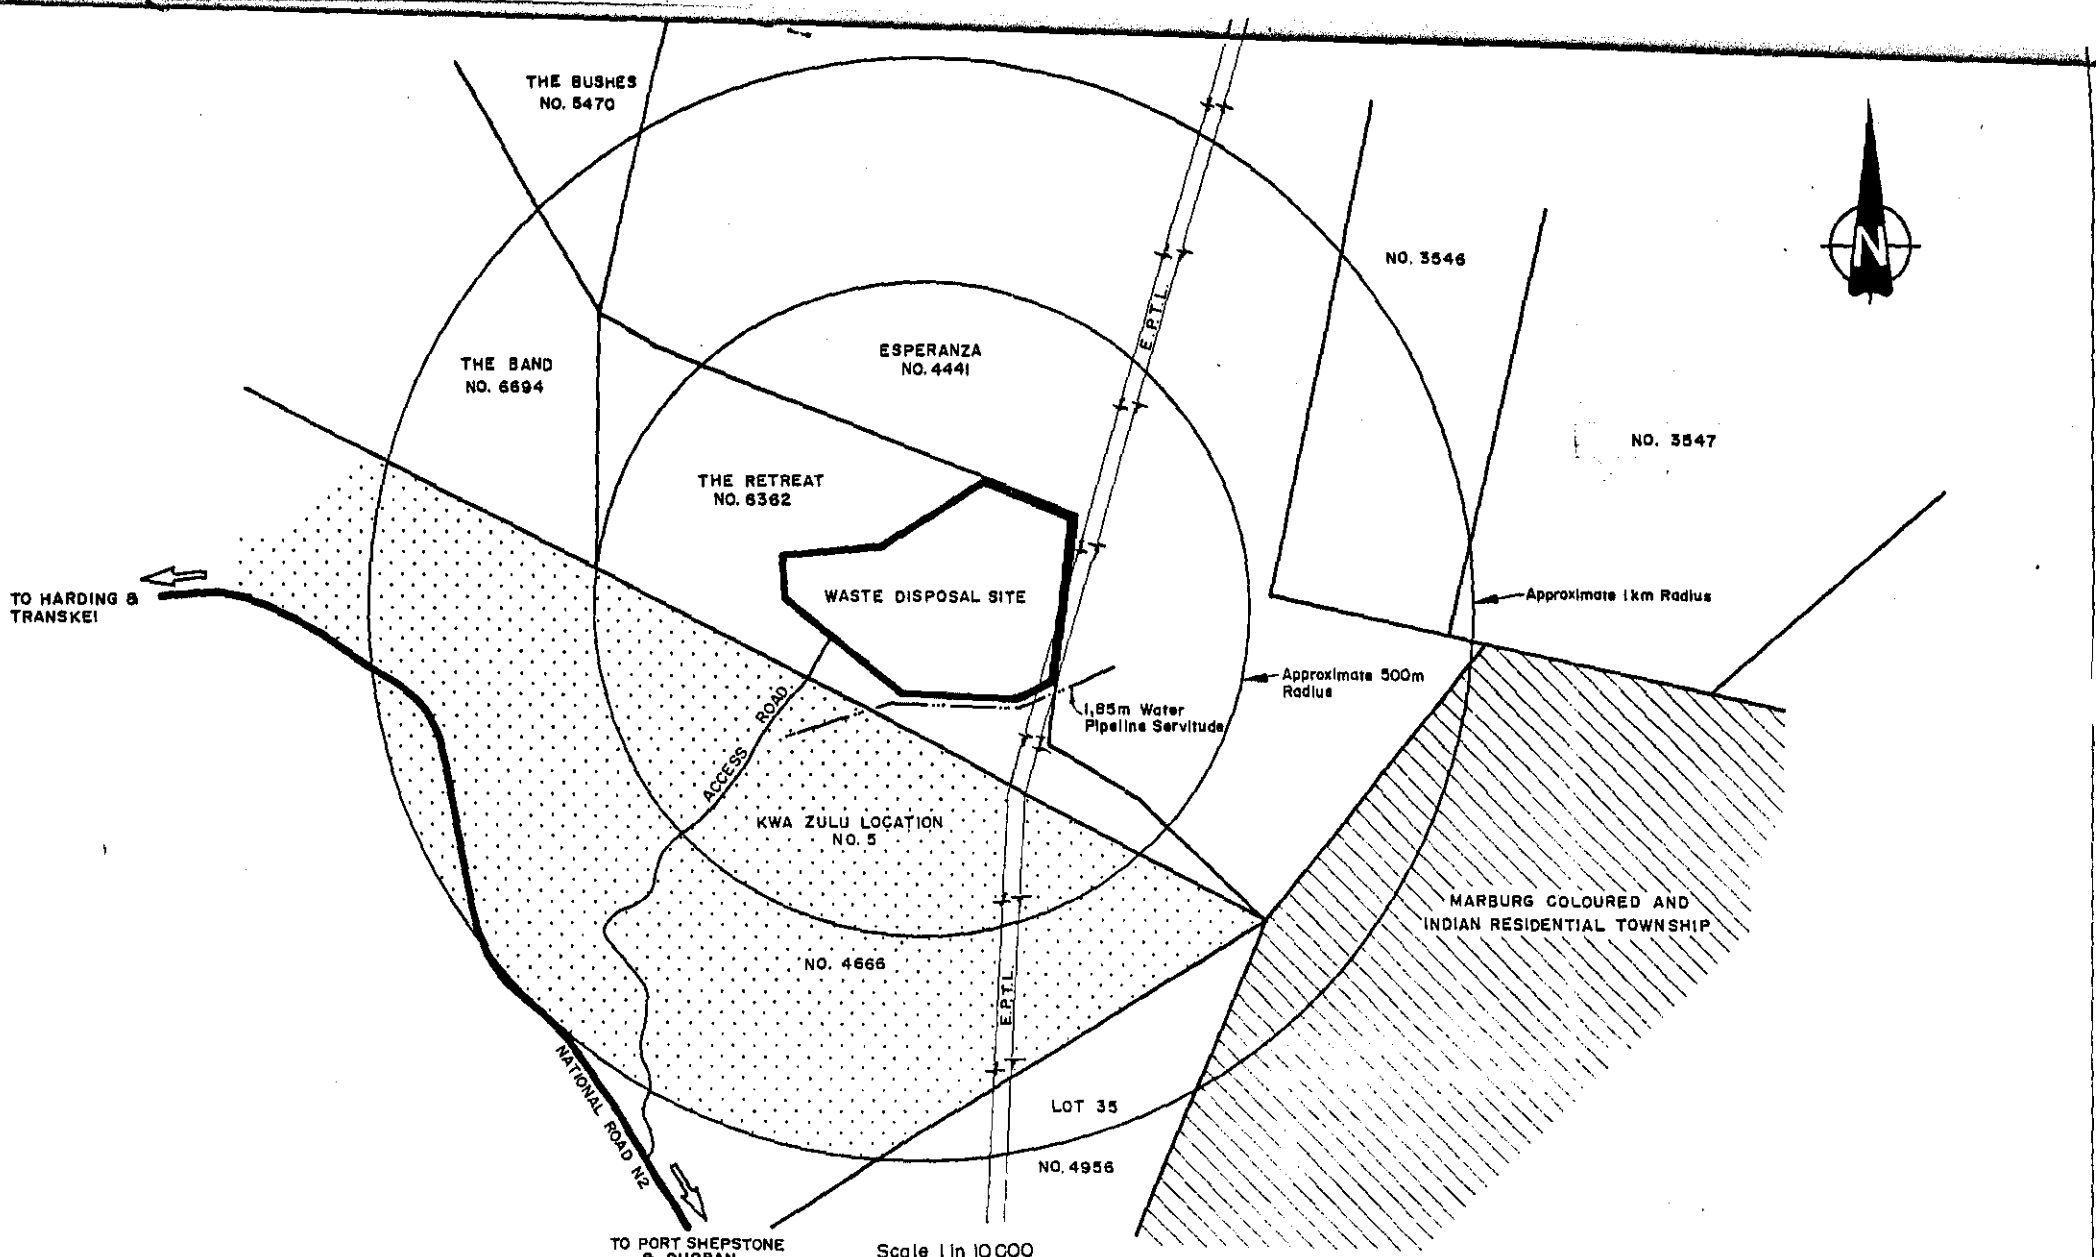 THE BUSHES
NO. 5470
NO. 3546
N
E.P.T.L.
ESPERANZA
NO. 4441
THE BAND
NO. 6694
NO. 3547
THE RETREAT
NO. 6362
WASTE DISPOSAL SITE
TO HARDING &
TRANSKEI
Approximate 1km Radius
Approximate 500m
Radius
1,85m Water
Pipeline Servitude
ACCESS ROAD
KWA ZULU LOCATION
NO. 5
MARBURG COLOURED AND
INDIAN RESIDENTIAL TOWNSHIP
NO. 4666
E.P.T.L.
NATIONAL ROAD N2
LOT 35
NO. 4956
TO PORT SHEPSTONE
& DURBAN
Scale 1 in 10 000